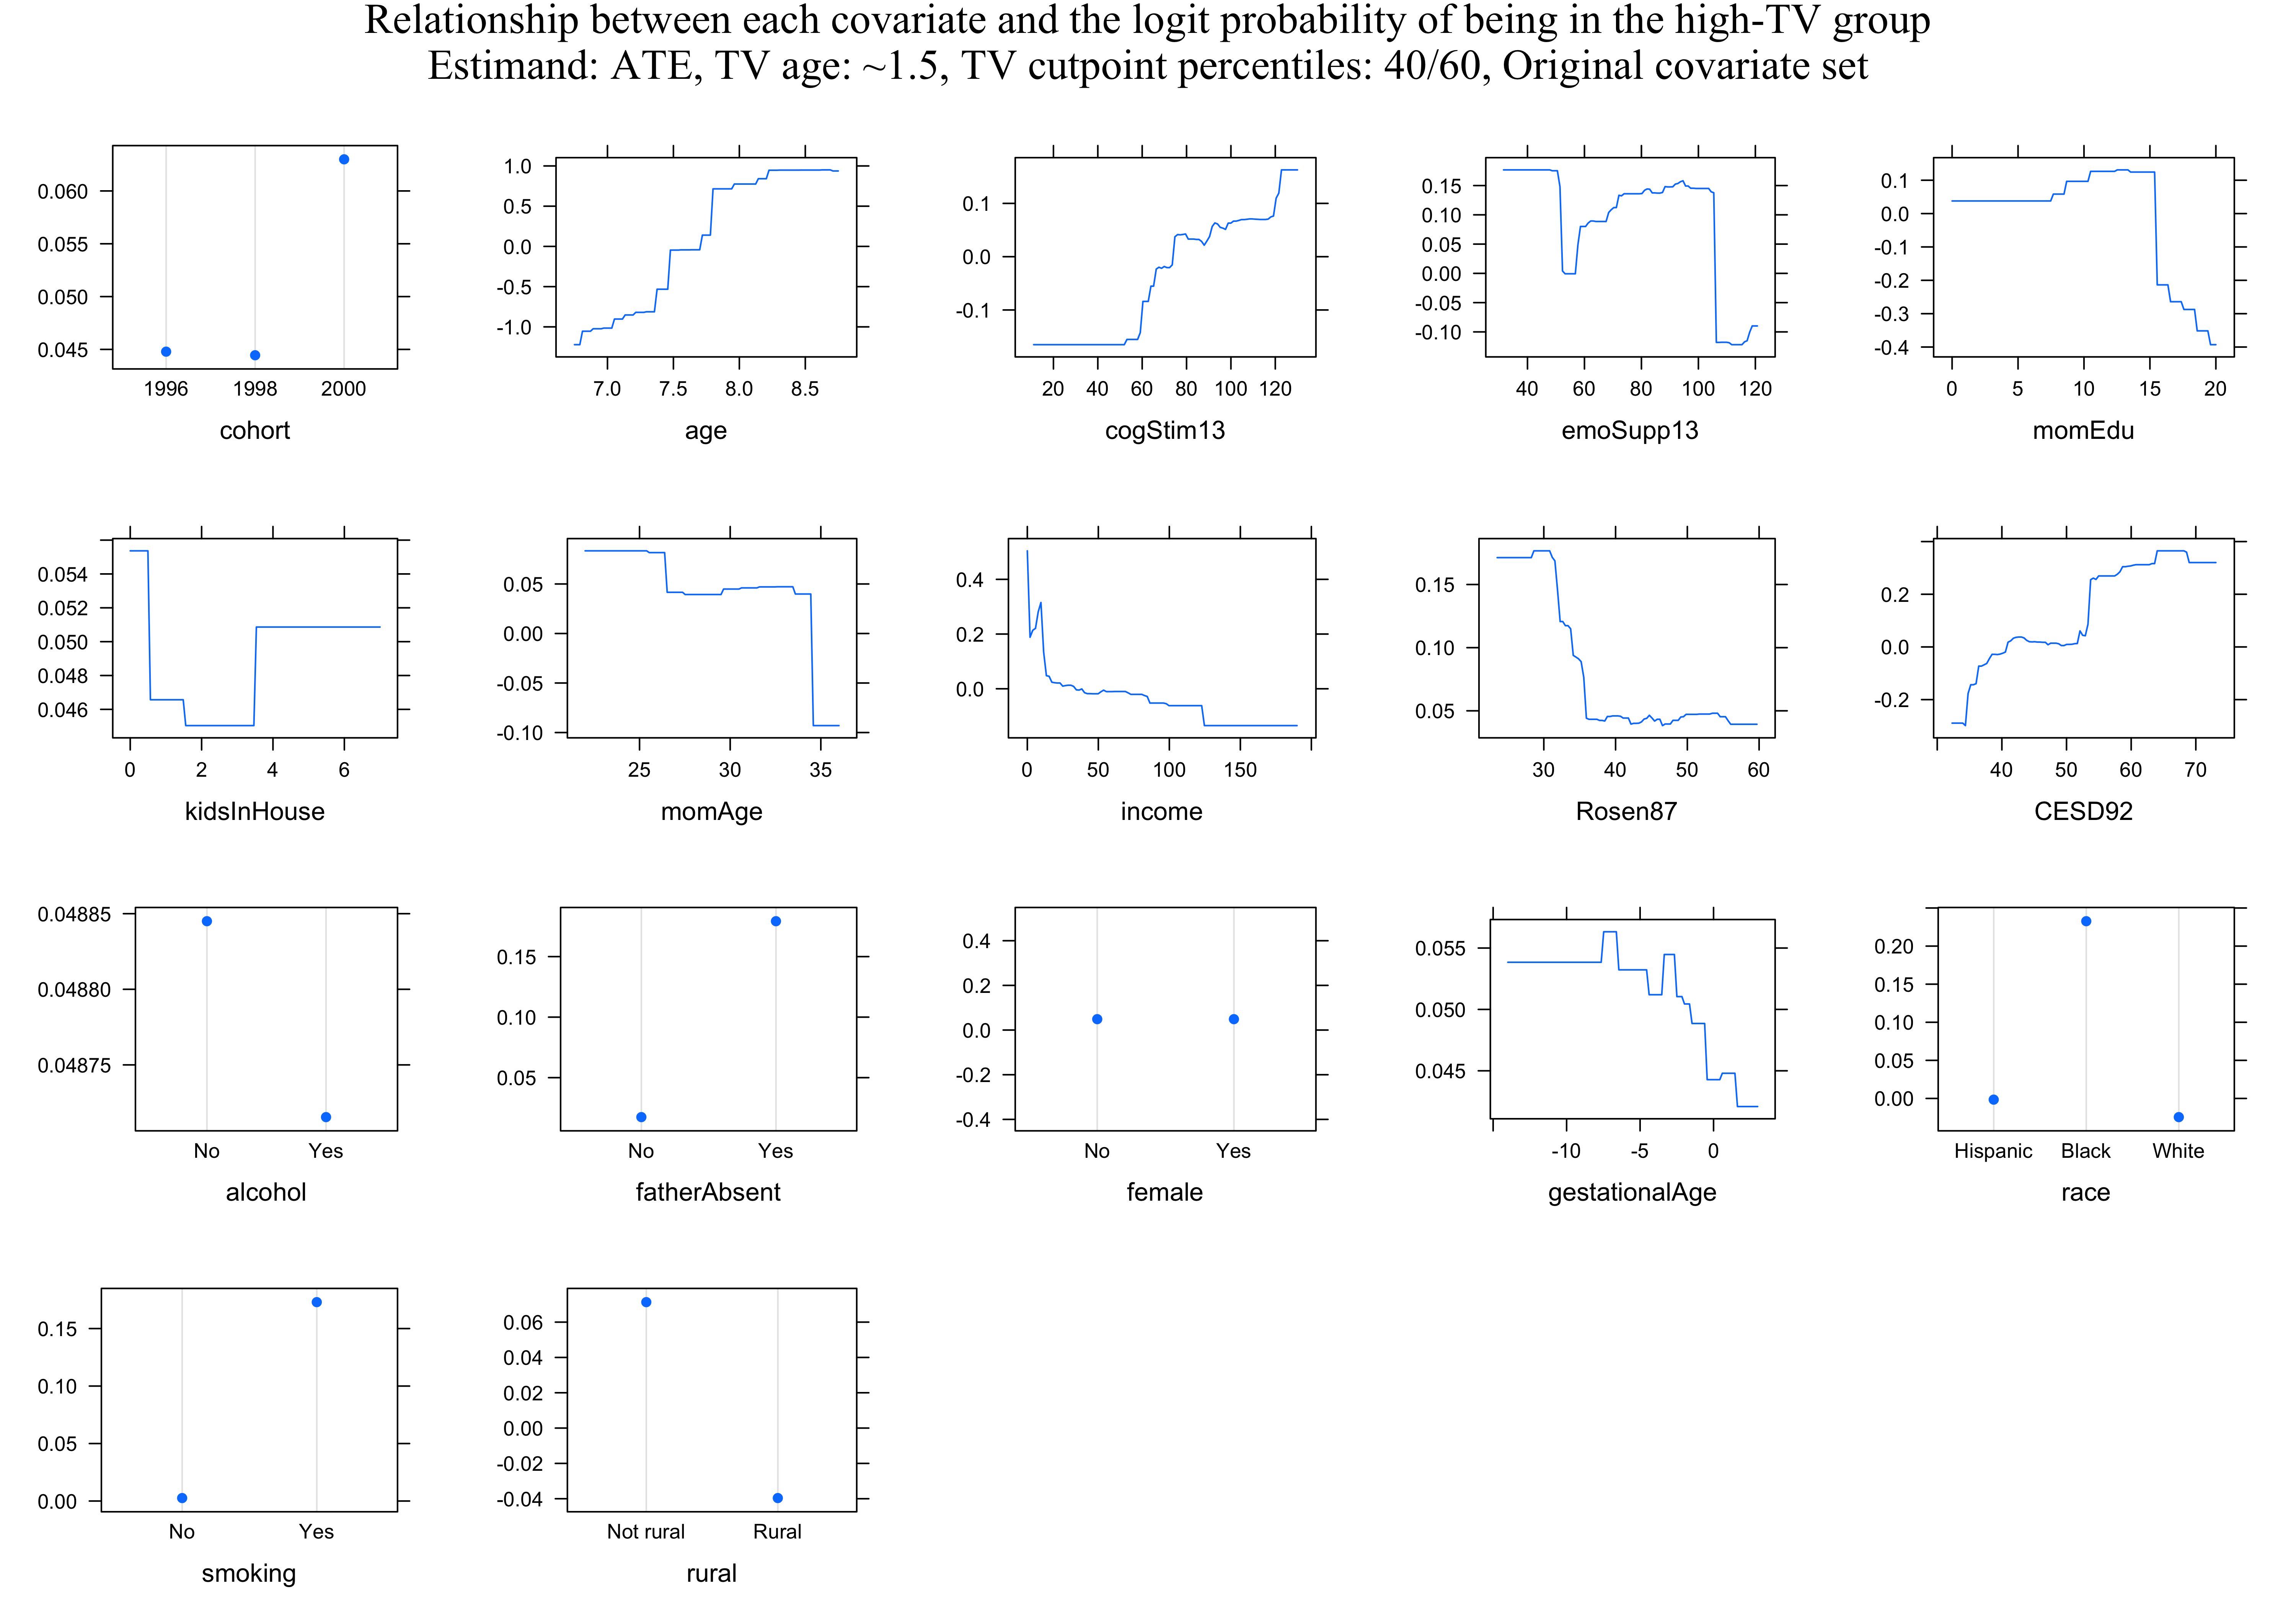 Relationship between each covariate and the logit probability of being in the high-TV group
Estimand: ATE, TV age: ~1.5, TV cutpoint percentiles: 40/60, Original covariate set
0.060
0.055
0.050
0.045
1996 1998 2000
cohort
1.0
0.5
0.0
-0.5
-1.0
7.0 7.5 8.0 8.5
age
0.1
0.0
-0.1
20 40 60 80 100 120
cogStim13
0.15
0.10
0.05
0.00
-0.05
-0.10
40 60 80 100 120
emoSupp13
0.1
0.0
-0.1
-0.2
-0.3
-0.4
0 5 10 15 20
momEdu
0.054
0.052
0.050
0.048
0.046
0 2 4 6
kidsInHouse
0.05
0.00
-0.05
-0.10
25 30 35
momAge
0.4
0.2
0.0
0 50 100 150
income
0.15
0.10
0.05
30 40 50 60
Rosen87
0.2
0.0
-0.2
40 50 60 70
CESD92
0.04885
0.04880
0.04875
No Yes
alcohol
0.15
0.10
0.05
No Yes
fatherAbsent
0.4
0.2
0.0
-0.2
-0.4
No Yes
female
0.055
0.050
0.045
-10 -5 0
gestationalAge
0.20
0.15
0.10
0.05
0.00
Hispanic Black White
race
0.15
0.10
0.05
0.00
No Yes
smoking
0.06
0.04
0.02
0.00
-0.02
-0.04
Not rural Rural
rural